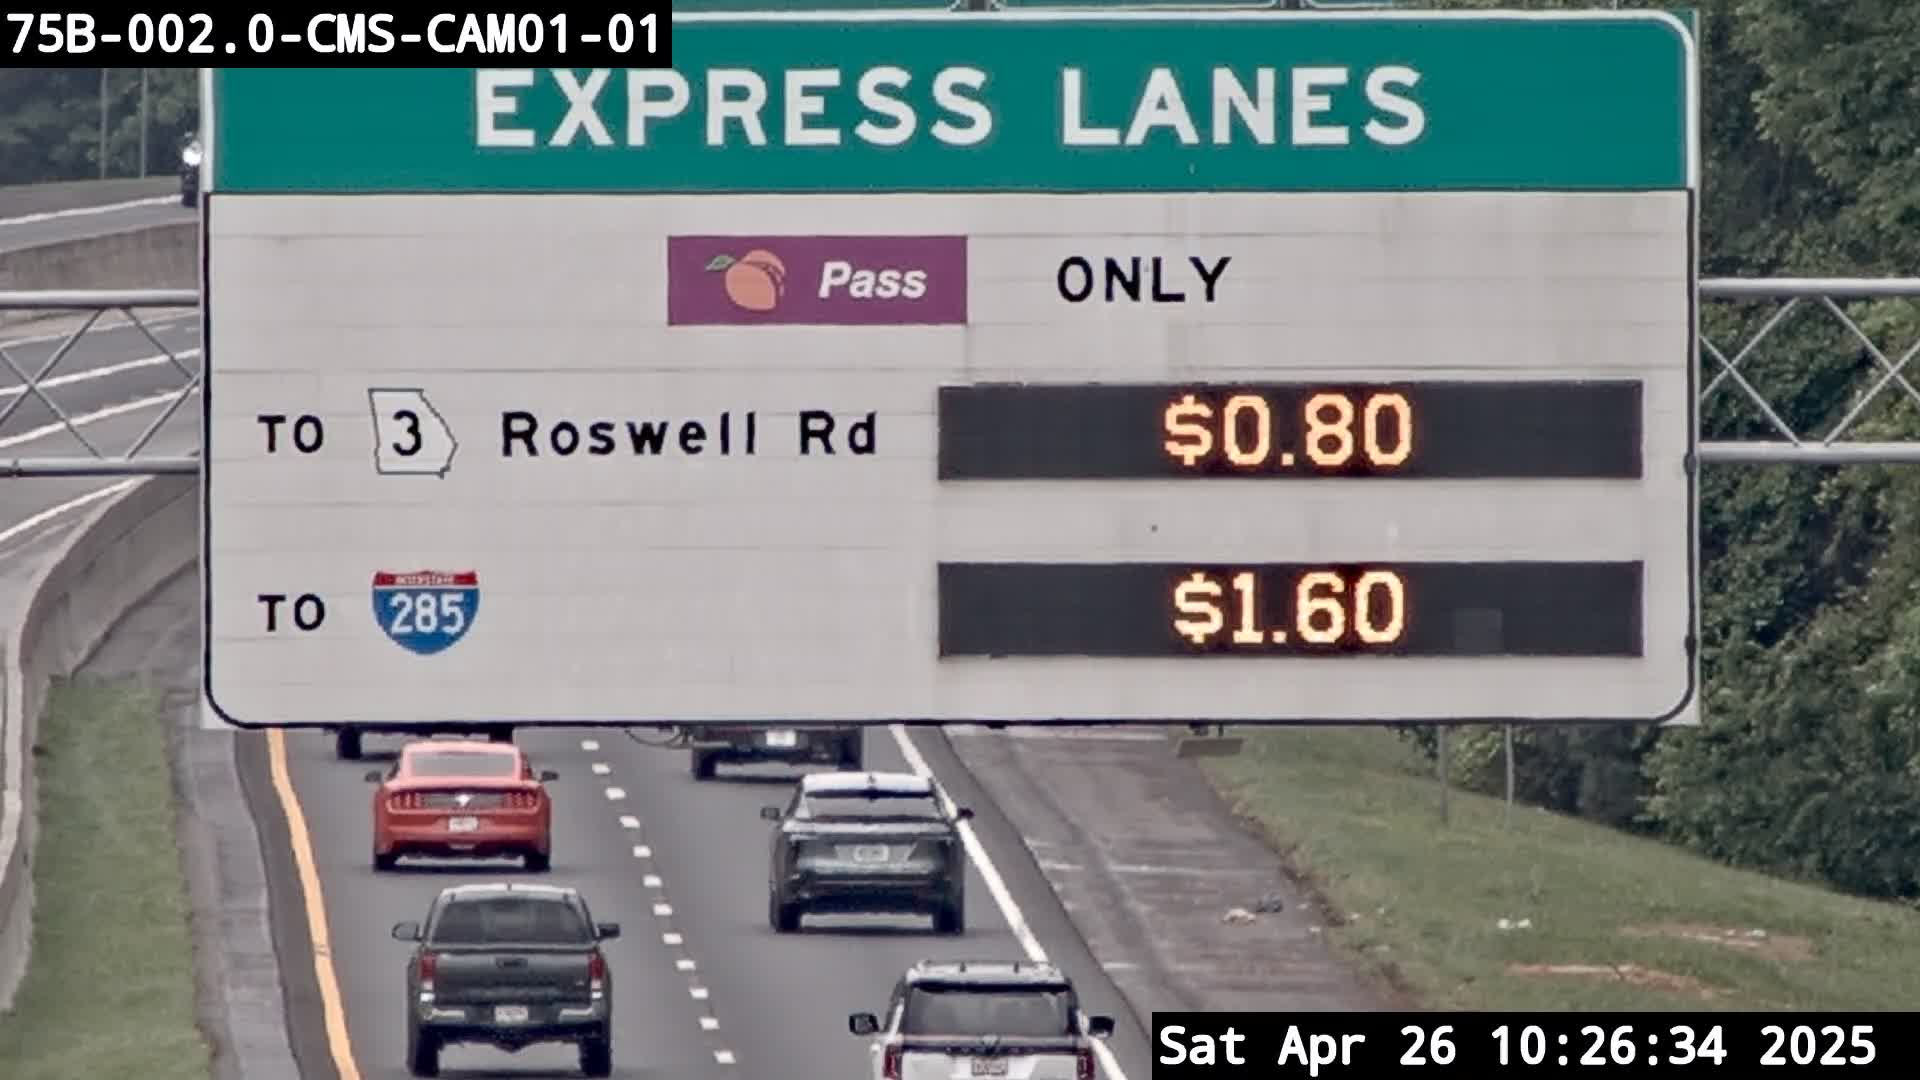 75B-002.0-CMS-CAM01-01
EXPRESS LANES
Pass ONLY
TO 3 Roswell Rd $0.80
INTERSTATE
TO 285 $1.60
Sat Apr 26 10:26:34 2025